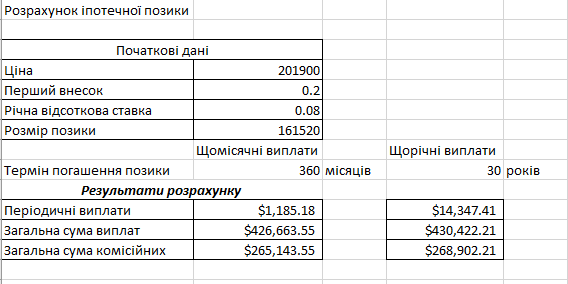 Розрахунок іпотечної позики
Початкові дані
Ціна 201900
Перший внесок 0.2
Річна відсоткова ставка 0.08
Розмір позики 161520
Щомісячні виплати Щорічні виплати
Термін погашення позики 360 місяців 30 років
Результати розрахунку
Періодичні виплати $1,185.18 $14,347.41
Загальна сума виплат $426,663.55 $430,422.21
Загальна сума комісійних $265,143.55 $268,902.21